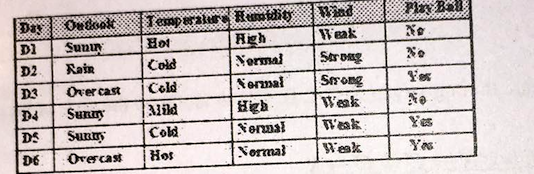 Day Outlook Temperature Humidity Wind Play Ball
D1 Sunny Hot High Weak No
D2 Rain Cold Normal Strong No
D3 Overcast Cold Normal Strong Yes
D4 Sunny Mild High Weak No
D5 Sunny Cold Normal Weak Yes
D6 Overcast Hot Normal Weak Yes